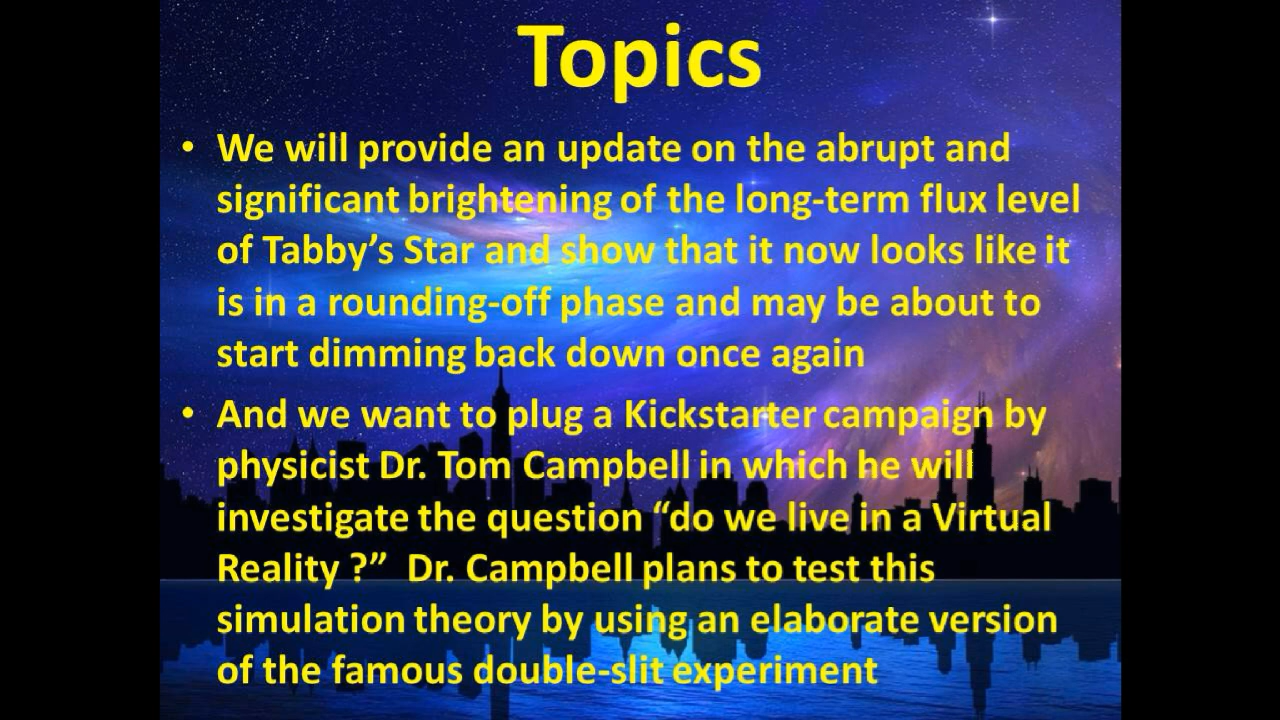 Topics
• We will provide an update on the abrupt and
significant brightening of the long-term flux level
of Tabby’s Star and show that it now looks like it
is in a rounding-off phase and may be about to
start dimming back down once again
• And we want to plug a Kickstarter campaign by
physicist Dr. Tom Campbell in which he will
investigate the question “do we live in a Virtual
Reality ?”  Dr. Campbell plans to test this
simulation theory by using an elaborate version
of the famous double-slit experiment